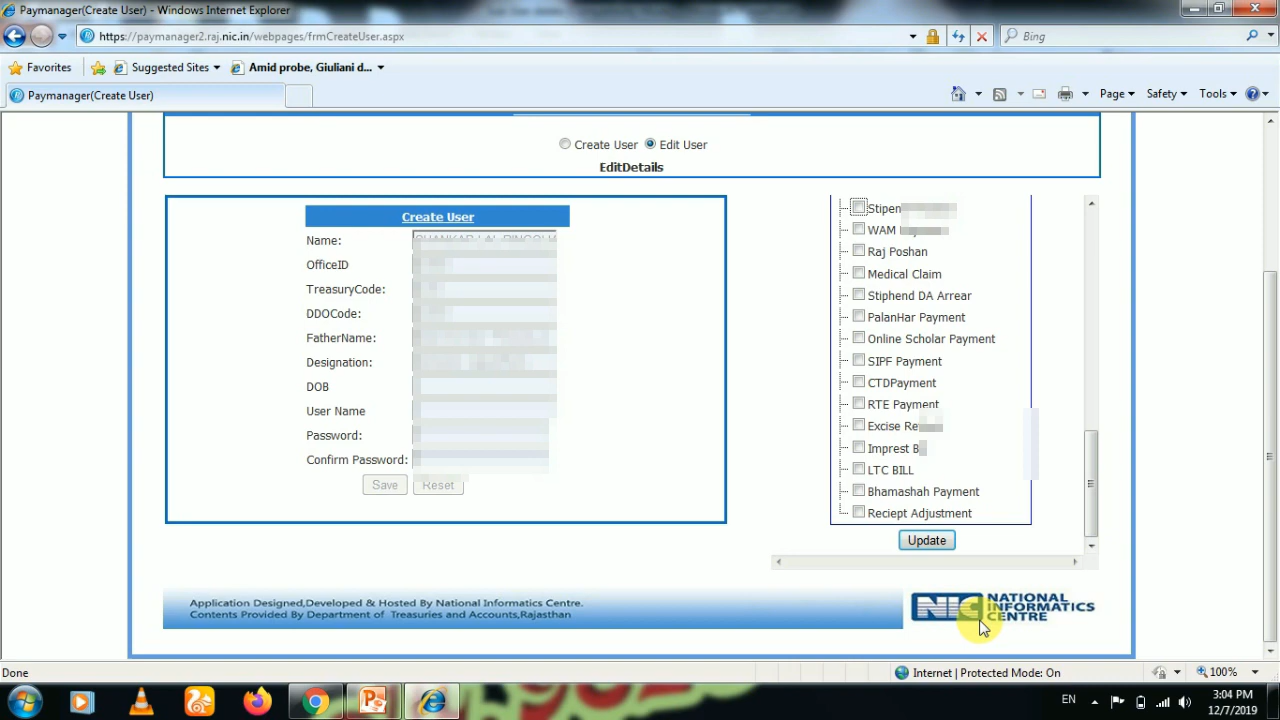 Paymanager(Create User) - Windows Internet Explorer
https://paymanager2.raj.nic.in/webpages/frmCreateUser.aspx
Bing
Favorites
Suggested Sites
Amid probe, Giuliani d...
Paymanager(Create User)
Page
Safety
Tools
Create User
Edit User
EditDetails
Create User
Name:
OfficeID
TreasuryCode:
DDOCode:
FatherName:
Designation:
DOB
User Name
Password:
Confirm Password:
Save
Reset
Stipen
WAM
Raj Poshan
Medical Claim
Stiphend DA Arrear
PalanHar Payment
Online Scholar Payment
SIPF Payment
CTDPayment
RTE Payment
Excise Re
Imprest B
LTC BILL
Bhamashah Payment
Reciept Adjustment
Update
Application Designed,Developed & Hosted By National Informatics Centre.
Contents Provided By Department of Treasuries and Accounts,Rajasthan
NIC
NATIONAL
INFORMATICS
CENTRE
Done
Internet | Protected Mode: On
100%
EN
3:04 PM
12/7/2019